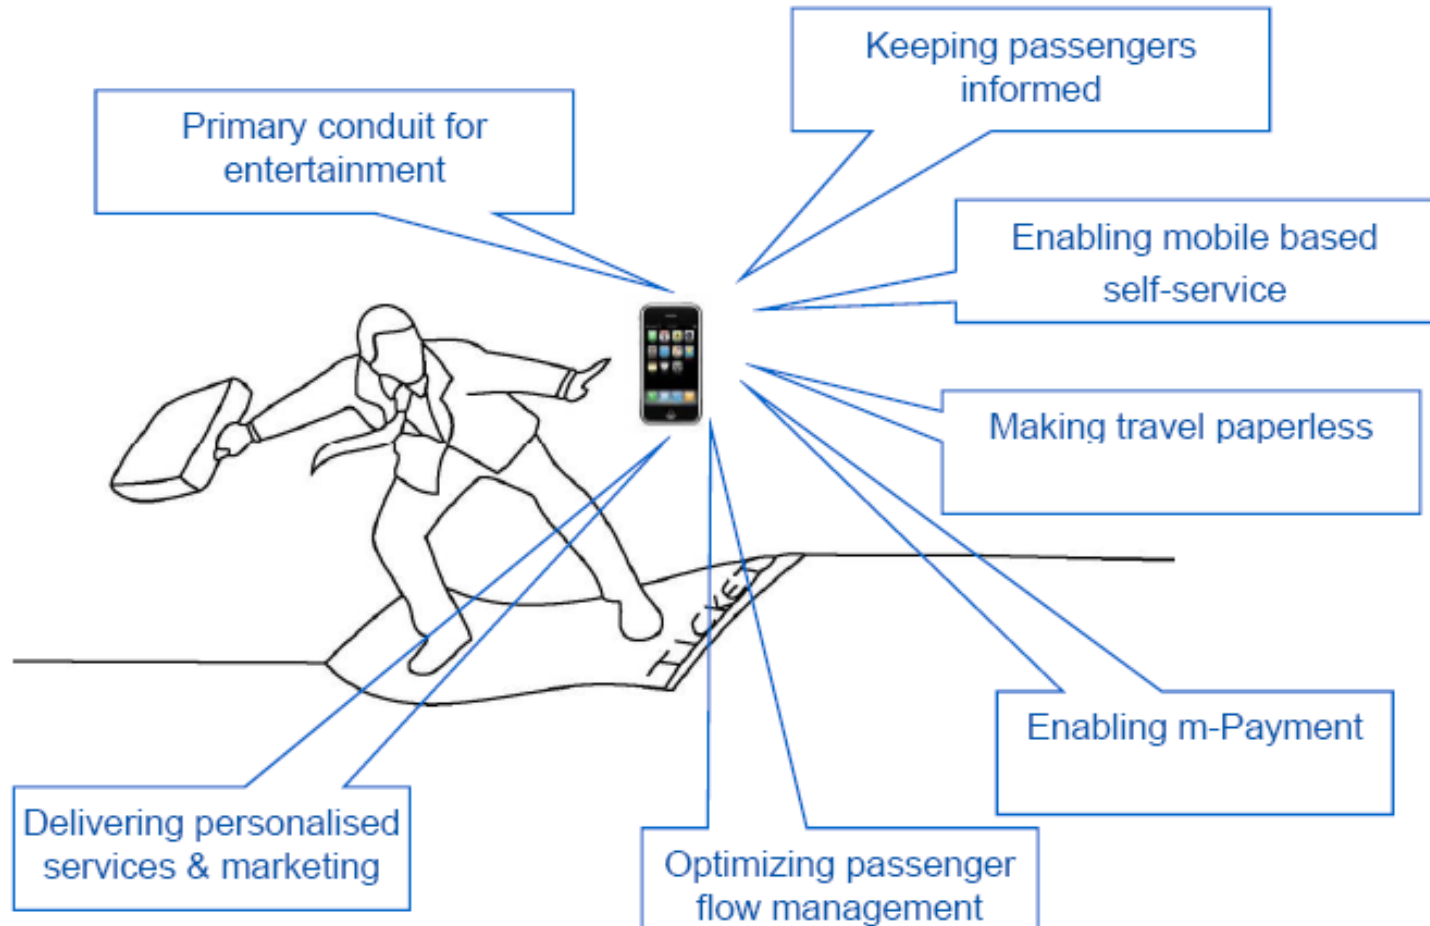 Keeping passengers
informed
Primary conduit for
entertainment
Enabling mobile based
self-service
Making travel paperless
TICKET
Enabling m-Payment
Delivering personalised
services & marketing
Optimizing passenger
flow management